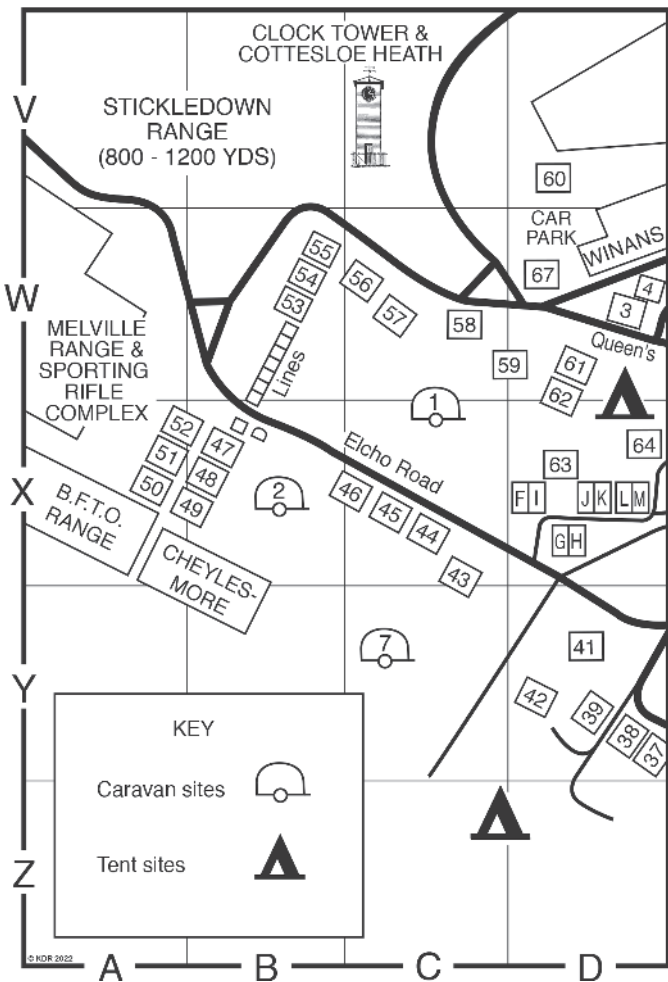 CLOCK TOWER &
COTTESLOE HEATH
V
STICKLEDOWN
RANGE
(800 - 1200 YDS)
60
CAR
PARK
WINANS
55
54
53
56
57
67
4
3
W
58
Queen's
MELVILLE
RANGE &
SPORTING
RIFLE
COMPLEX
Lines
59
61
62
1
52
51
50
47
48
49
D
Elcho Road
64
63
X
2
46
45
44
43
F I
J K
L M
G H
B.F.T.O.
RANGE
CHEYLES-
MORE
7
41
Y
42
39
38
37
KEY
Caravan sites
Tent sites
Z
© KDR 2022
A
B
C
D